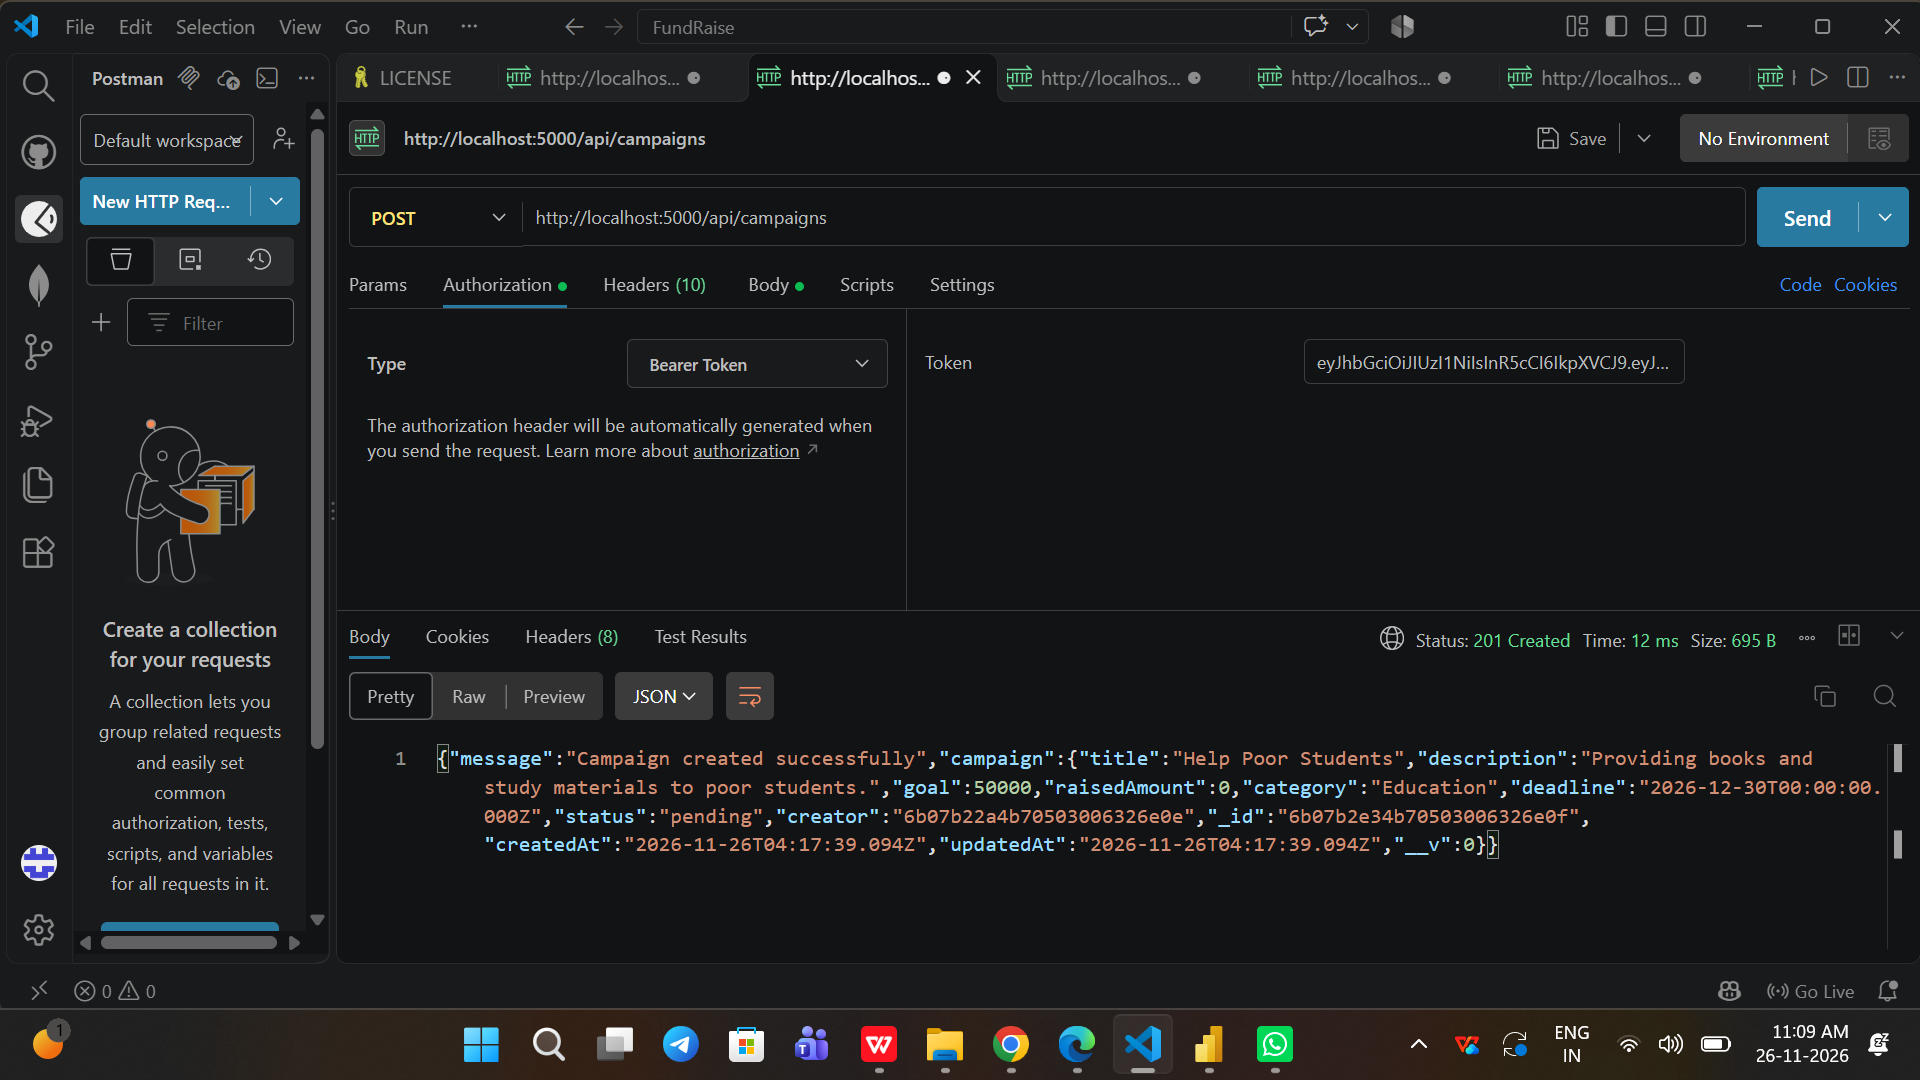 File Edit Selection View Go Run ··· FundRaise
Postman ··· LICENSE http://localhos... http://localhos... http://localhos... http://localhos... http://localhos... ···
Default workspace
http://localhost:5000/api/campaigns Save No Environment
New HTTP Req...
POST http://localhost:5000/api/campaigns Send
Params Authorization Headers (10) Body Scripts Settings Code Cookies
Filter
Type Bearer Token Token eyJhbGciOiJIUzI1NiIsInR5cCI6IkpXVCJ9.eyJ...
The authorization header will be automatically generated when
you send the request. Learn more about authorization
Create a collection
for your requests
A collection lets you
group related requests
and easily set
common
authorization, tests,
scripts, and variables
for all requests in it.
Body Cookies Headers (8) Test Results Status: 201 Created Time: 12 ms Size: 695 B
Pretty Raw Preview JSON
1 {"message":"Campaign created successfully","campaign":{"title":"Help Poor Students","description":"Providing books and
study materials to poor students.","goal":50000,"raisedAmount":0,"category":"Education","deadline":"2026-12-30T00:00:00.
000Z","status":"pending","creator":"6b07b22a4b70503006326e0e","_id":"6b07b2e34b70503006326e0f",
"createdAt":"2026-11-26T04:17:39.094Z","updatedAt":"2026-11-26T04:17:39.094Z","__v":0}}
0 0 Go Live
1 ENG 11:09 AM
IN 26-11-2026